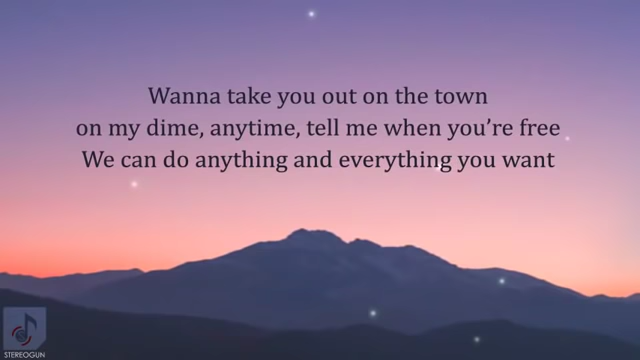 Wanna take you out on the town
on my dime, anytime, tell me when you’re free
We can do anything and everything you want
STEREOGUN